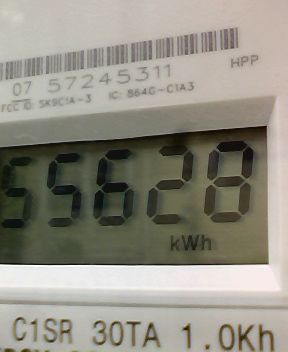 HPP
07 57245311
FCC ID: SK9C1A-3 IC: 864G-C1A3
55628
kWh
C1SR 30TA 1.0Kh